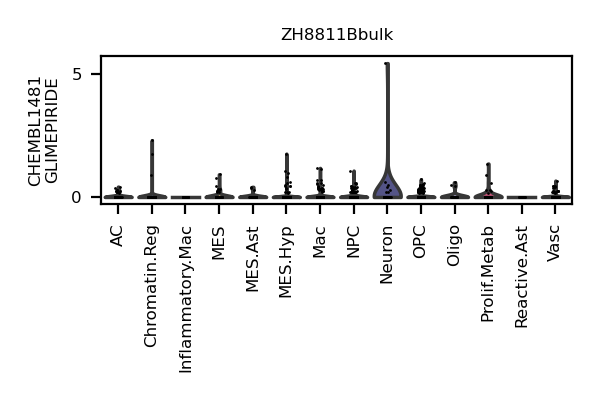 ZH8811Bbulk
CHEMBL1481
GLIMEPIRIDE
5
0
AC
Chromatin.Reg
Inflammatory.Mac
MES
MES.Ast
MES.Hyp
Mac
NPC
Neuron
OPC
Oligo
Prolif.Metab
Reactive.Ast
Vasc